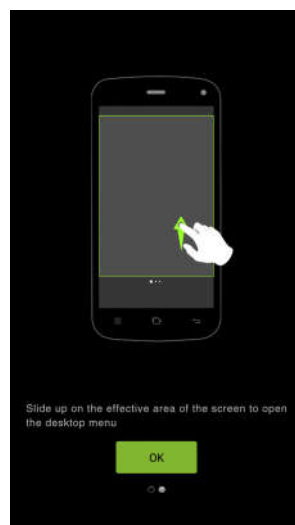 Slide up on the effective area of the screen to open
the desktop menu
OK